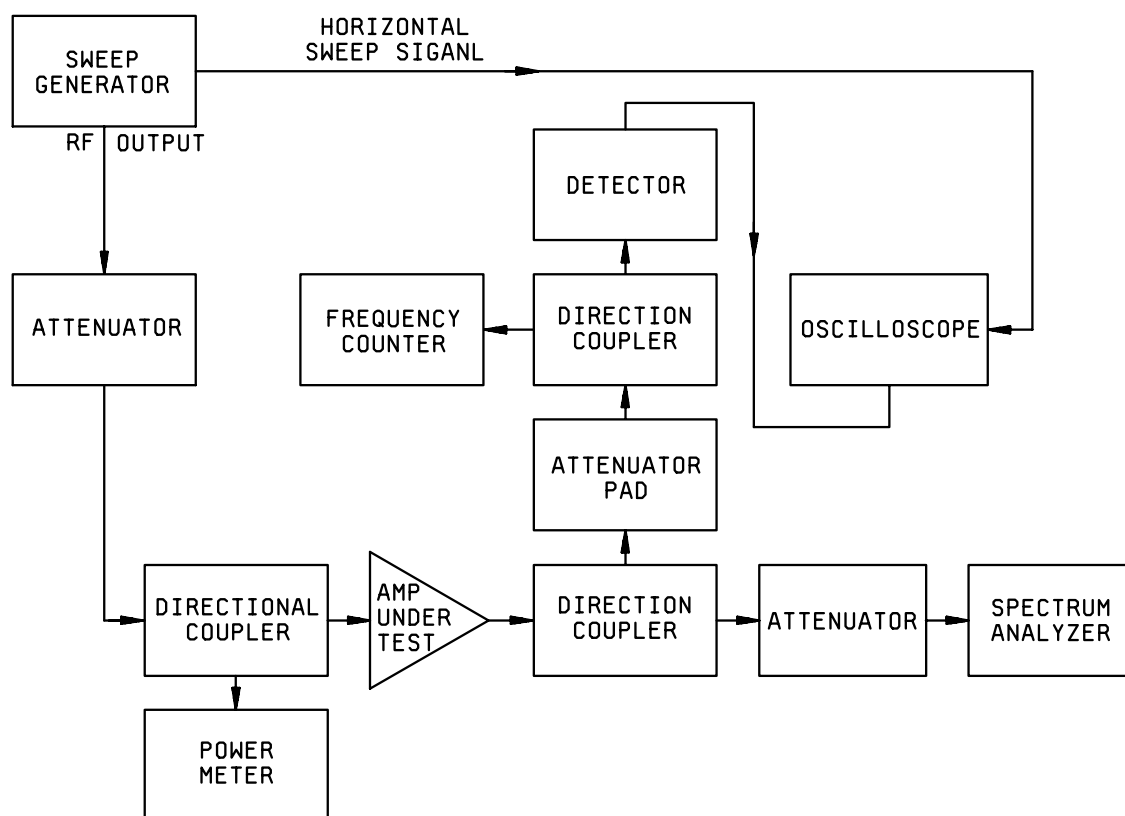 HORIZONTAL
SWEEP SIGANL
SWEEP
GENERATOR
RF OUTPUT
DETECTOR
ATTENUATOR
FREQUENCY
COUNTER
DIRECTION
COUPLER
OSCILLOSCOPE
ATTENUATOR
PAD
DIRECTIONAL
COUPLER
AMP
UNDER
TEST
DIRECTION
COUPLER
ATTENUATOR
SPECTRUM
ANALYZER
POWER
METER